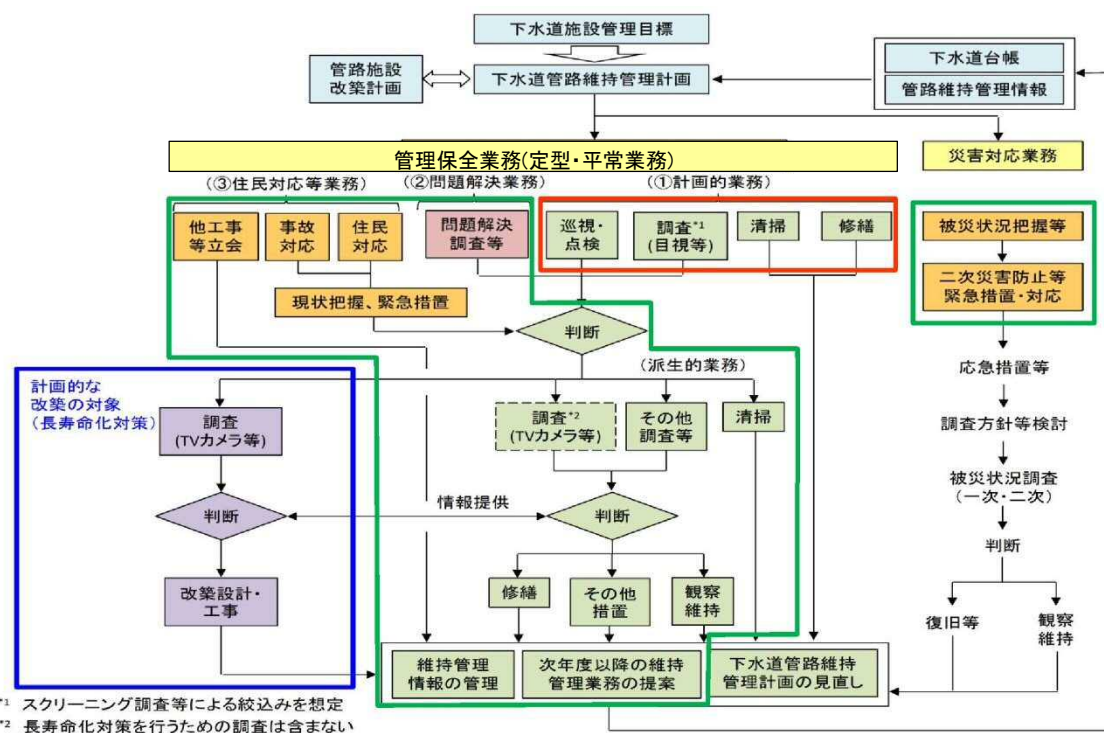 下水道施設管理目標
管路施設
改築計画
下水道管路維持管理計画
下水道台帳
管路維持管理情報
管理保全業務(定型・平常業務)
災害対応業務
(③住民対応等業務)
(②問題解決業務)
(①計画的業務)
他工事
等立会
事故
対応
住民
対応
問題解決
調査等
巡視・
点検
調査*1
(目視等)
清掃
修繕
被災状況把握等
現状把握、緊急措置
二次災害防止等
緊急措置・対応
判断
(派生的業務)
応急措置等
計画的な
改築の対象
(長寿命化対策)
調査
(TVカメラ等)
調査*2
(TVカメラ等)
その他
調査等
清掃
調査方針等検討
被災状況調査
(一次・二次)
判断
情報提供
判断
判断
改築設計・
工事
修繕
その他
措置
観察
維持
復旧等
観察
維持
維持管理
情報の管理
次年度以降の維持
管理業務の提案
下水道管路維持
管理計画の見直し
*1 スクリーニング調査等による絞込みを想定
*2 長寿命化対策を行うための調査は含まない